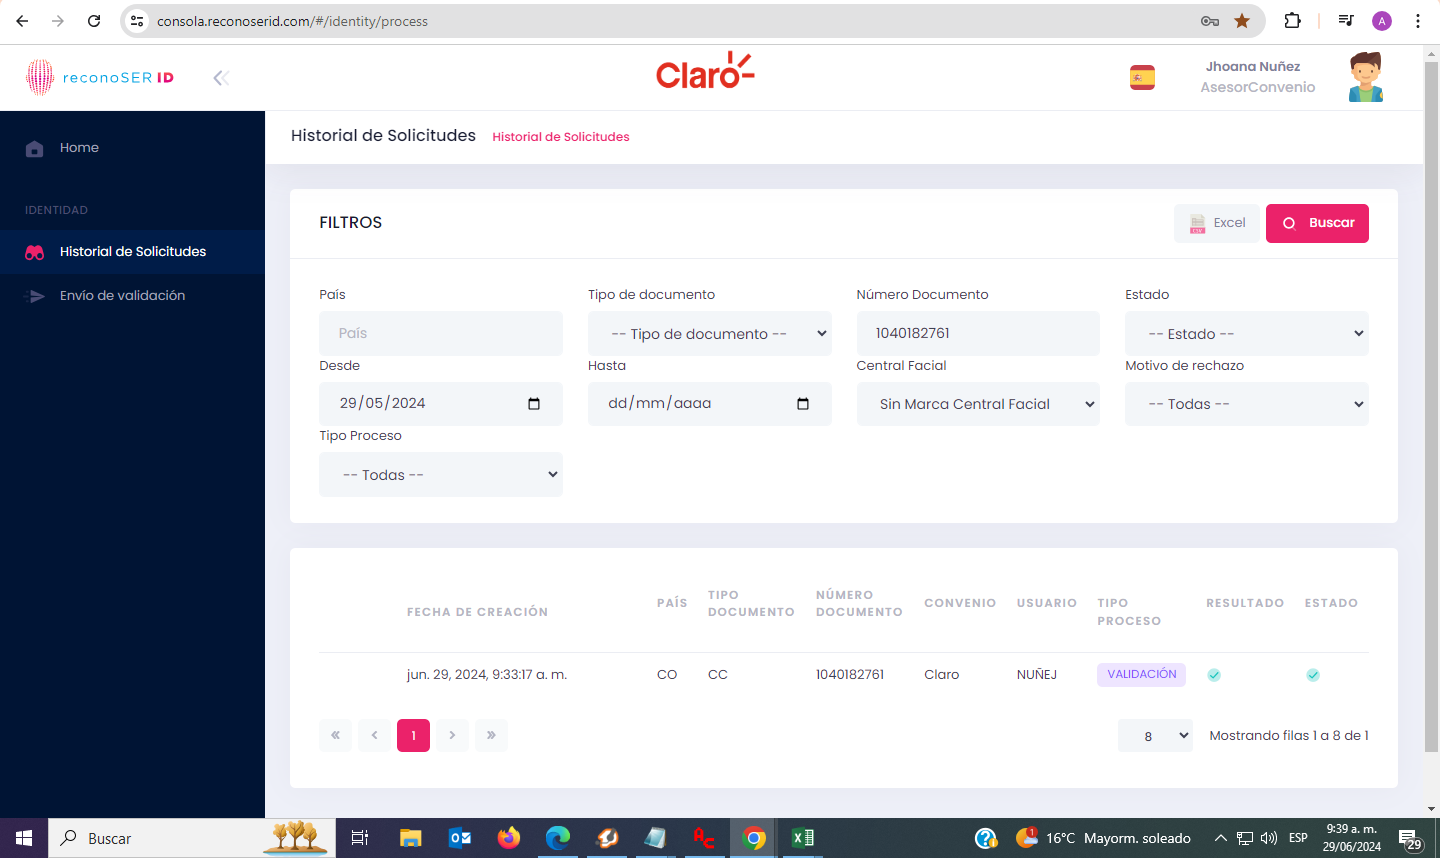 consola.reconoserid.com/#/identity/process
A
reconoSER ID
Claro
Jhoana Nuñez
AsesorConvenio
Home
IDENTIDAD
Historial de Solicitudes
Envío de validación
Historial de Solicitudes Historial de Solicitudes
FILTROS
Excel
Buscar
País Tipo de documento Número Documento Estado
País -- Tipo de documento -- 1040182761 -- Estado --
Desde Hasta Central Facial Motivo de rechazo
29/05/2024 dd/mm/aaaa Sin Marca Central Facial -- Todas --
Tipo Proceso
-- Todas --
FECHA DE CREACIÓN PAÍS TIPO DOCUMENTO NÚMERO DOCUMENTO CONVENIO USUARIO TIPO PROCESO RESULTADO ESTADO
jun. 29, 2024, 9:33:17 a. m. CO CC 1040182761 Claro NUÑEJ VALIDACIÓN
« ‹ 1 › » 8 Mostrando filas 1 a 8 de 1
Buscar
1
16°C Mayorm. soleado
ESP
9:39 a. m.
29/06/2024
29